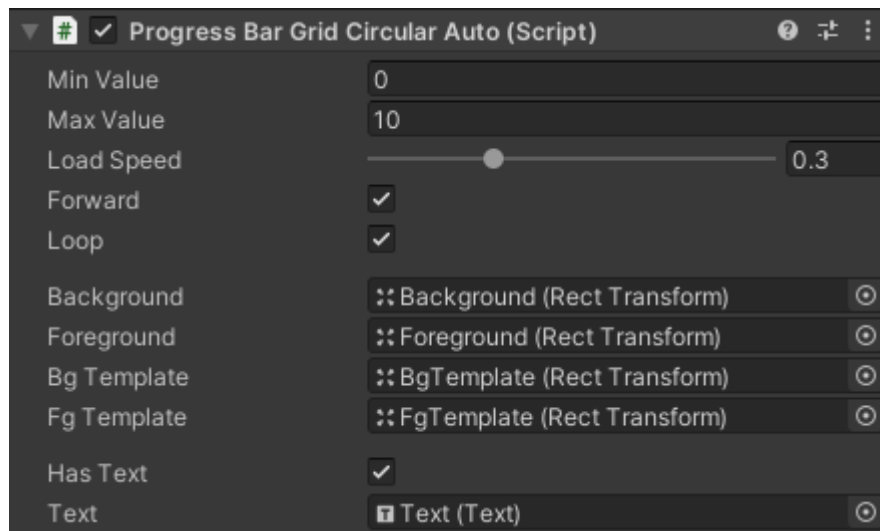 # Progress Bar Grid Circular Auto (Script)
Min Value 0
Max Value 10
Load Speed 0.3
Forward
Loop
Background Background (Rect Transform)
Foreground Foreground (Rect Transform)
Bg Template BgTemplate (Rect Transform)
Fg Template FgTemplate (Rect Transform)
Has Text
Text T Text (Text)